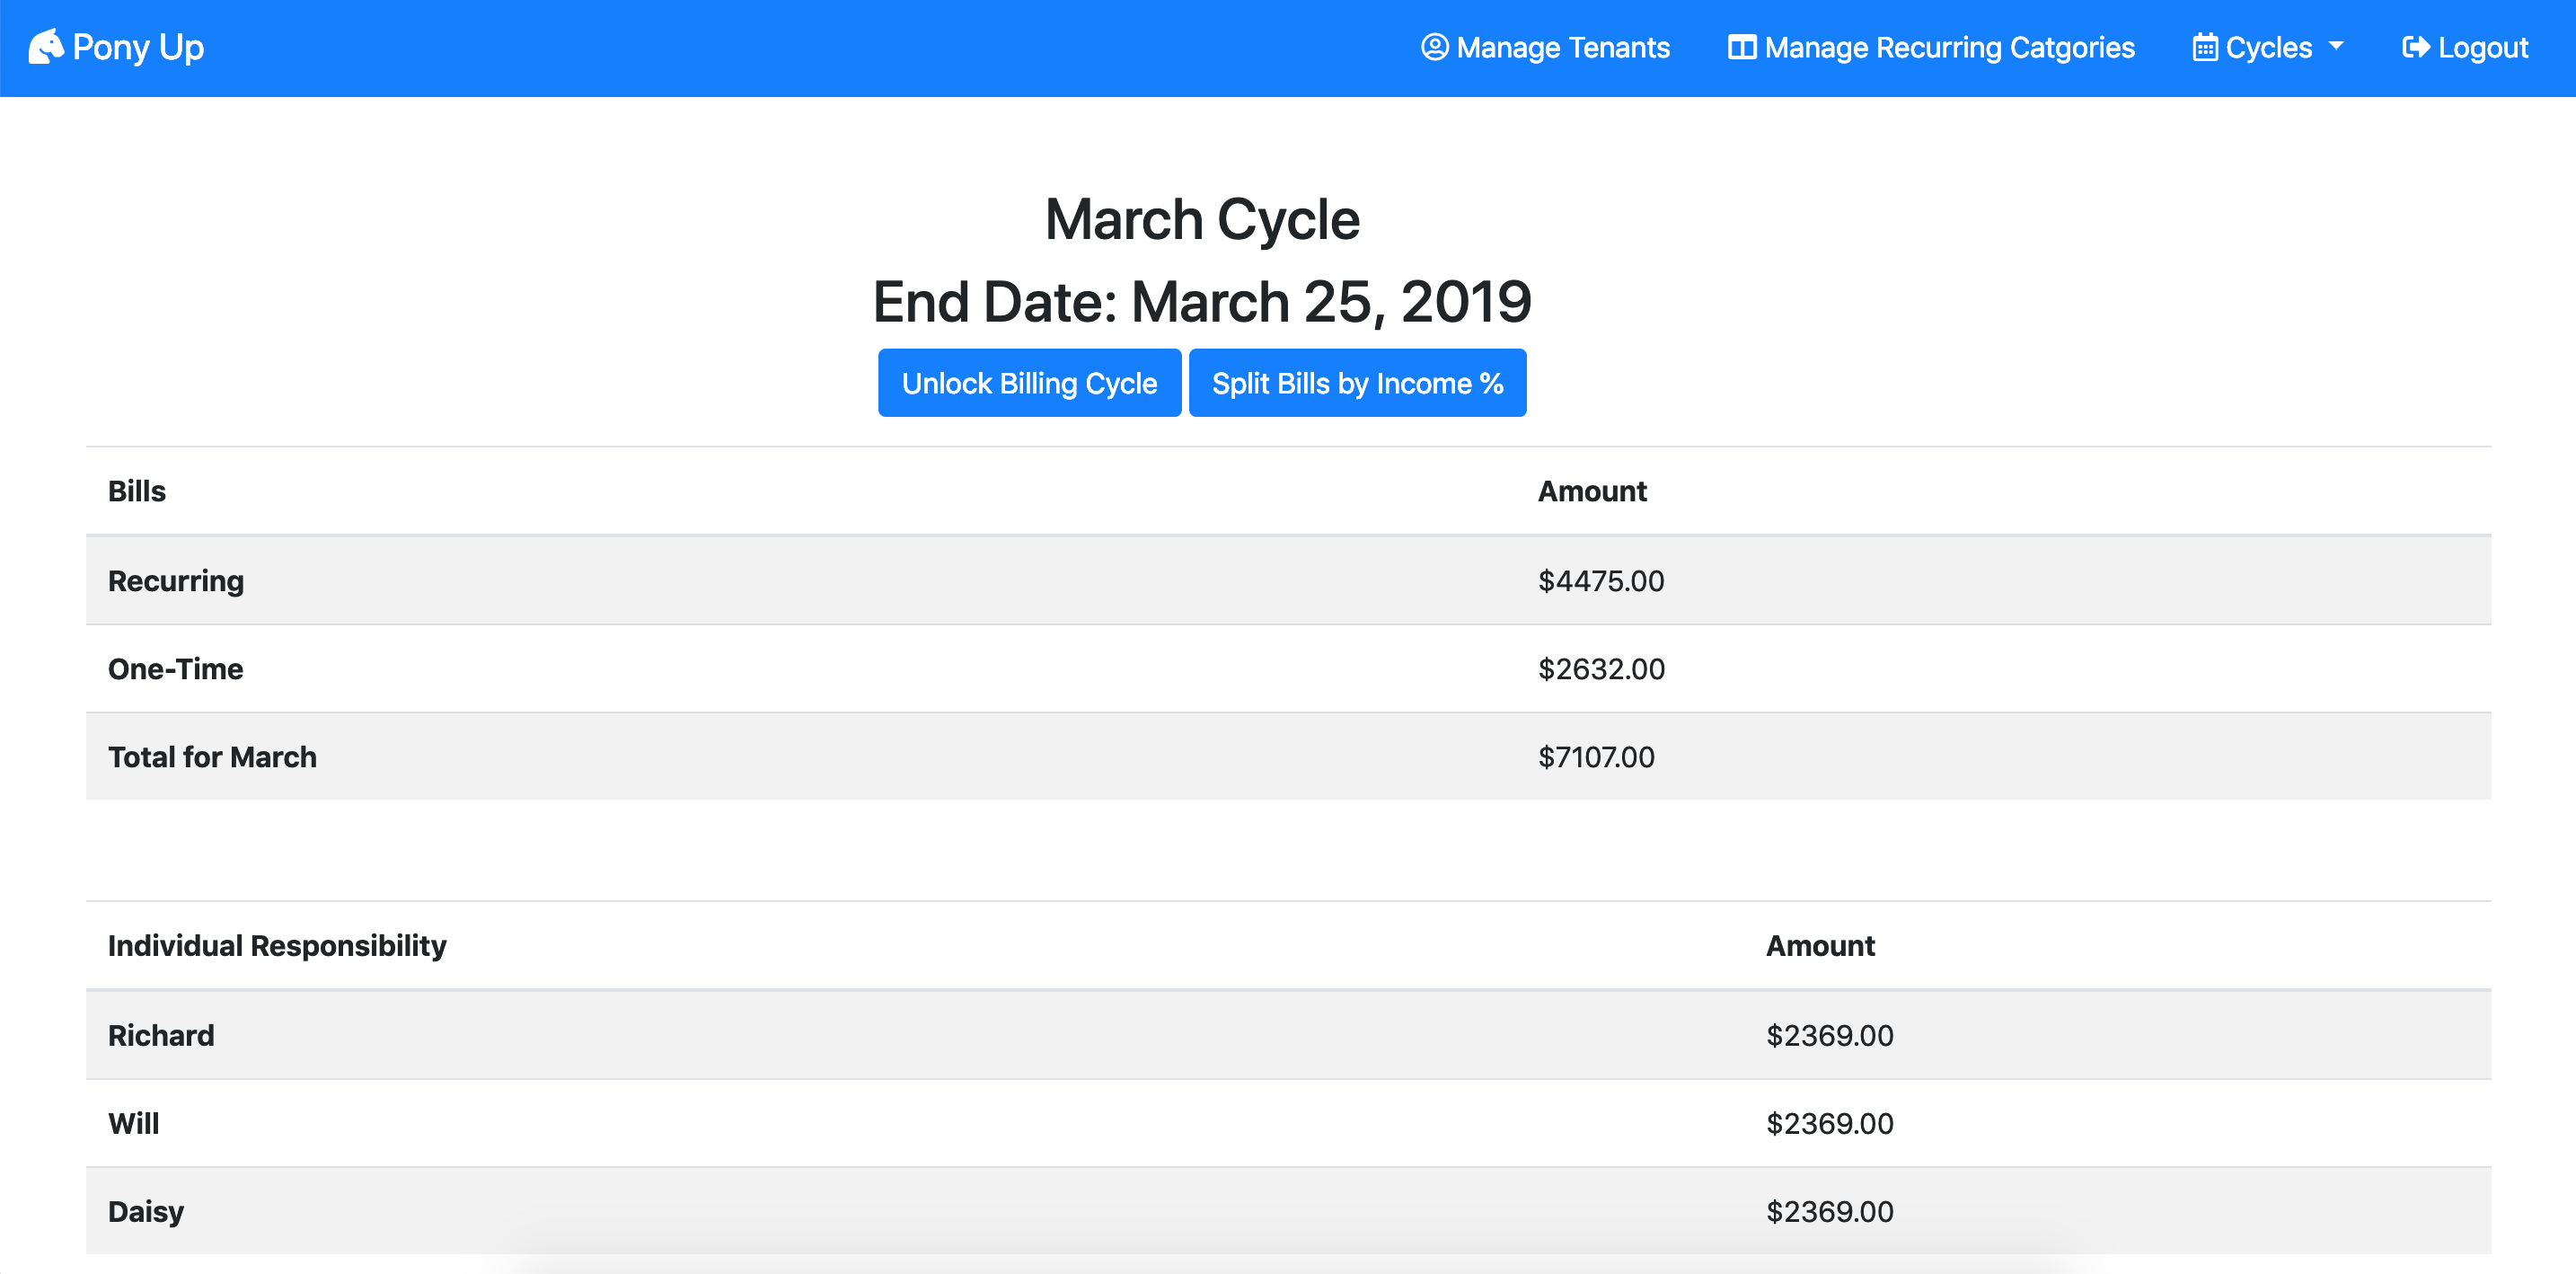 Pony Up Manage Tenants Manage Recurring Catgories Cycles Logout
March Cycle
End Date: March 25, 2019
Unlock Billing Cycle Split Bills by Income %
Bills Amount
Recurring $4475.00
One-Time $2632.00
Total for March $7107.00
Individual Responsibility Amount
Richard $2369.00
Will $2369.00
Daisy $2369.00